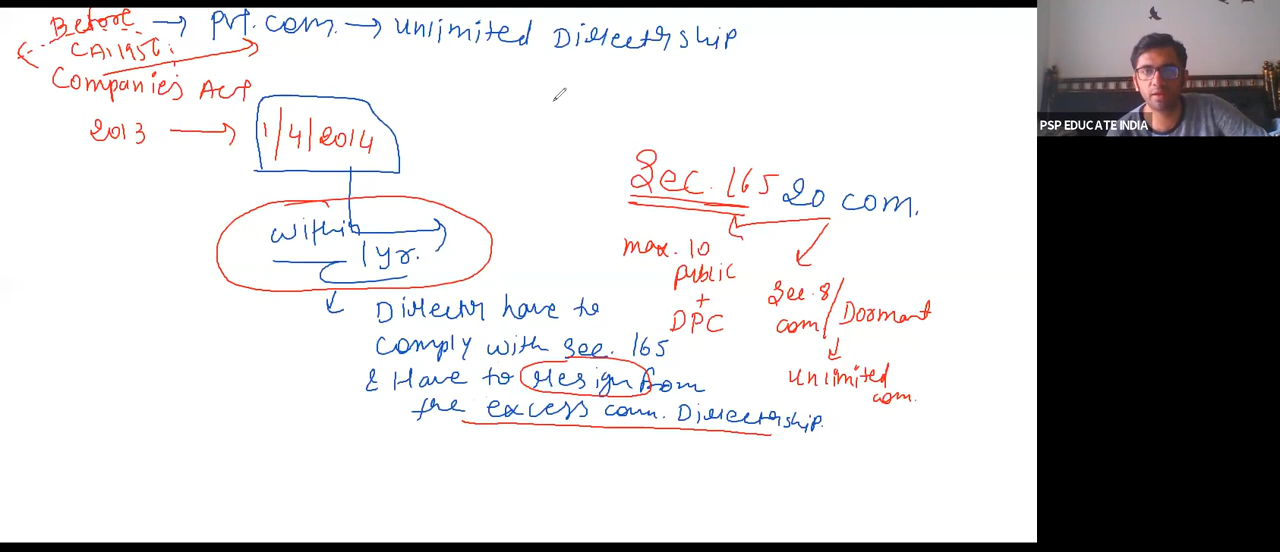 Before → Pvt. com. → unlimited Directorship
CA, 1956:
Companies Act
2013 → 1/4/2014
within
1 yr.
Director have to
comply with Sec. 165
& Have to resign from
the excess com. Directorship.
Sec. 165 20 com.
max. 10
public
+
DPC
Sec. 8/ Dormant
com/
unlimited
com.
PSP EDUCATE INDIA